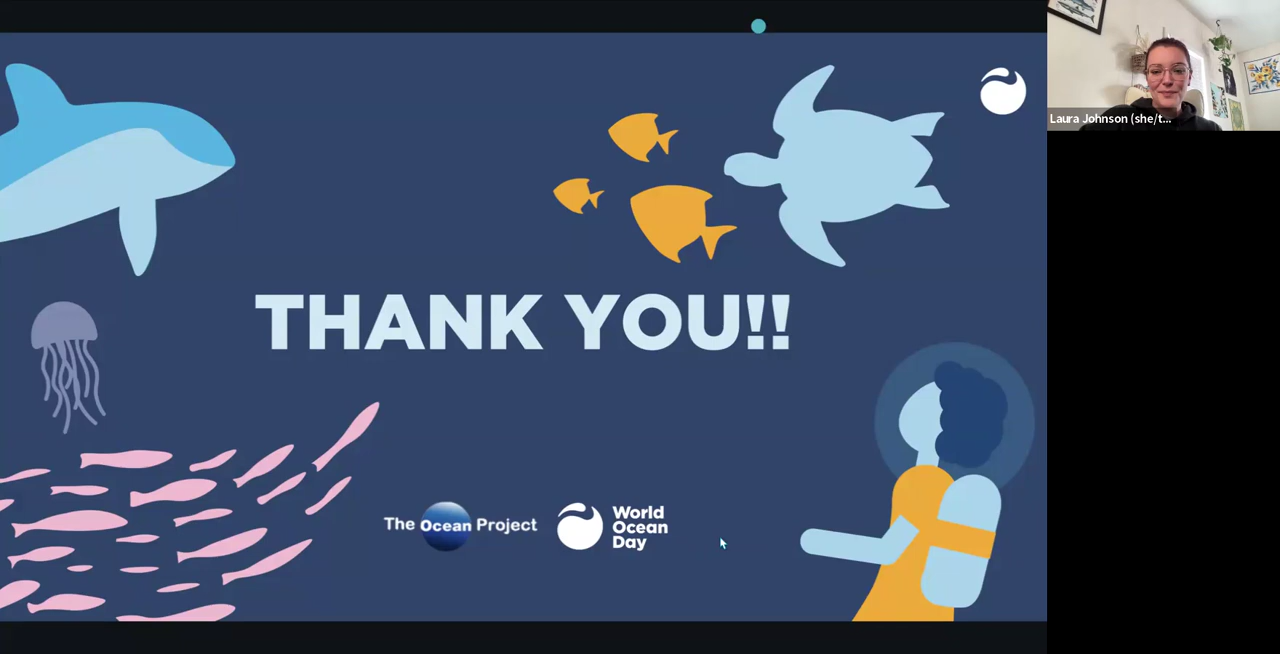 Laura Johnson (she/t...
THANK YOU!!
The Ocean Project
World
Ocean
Day